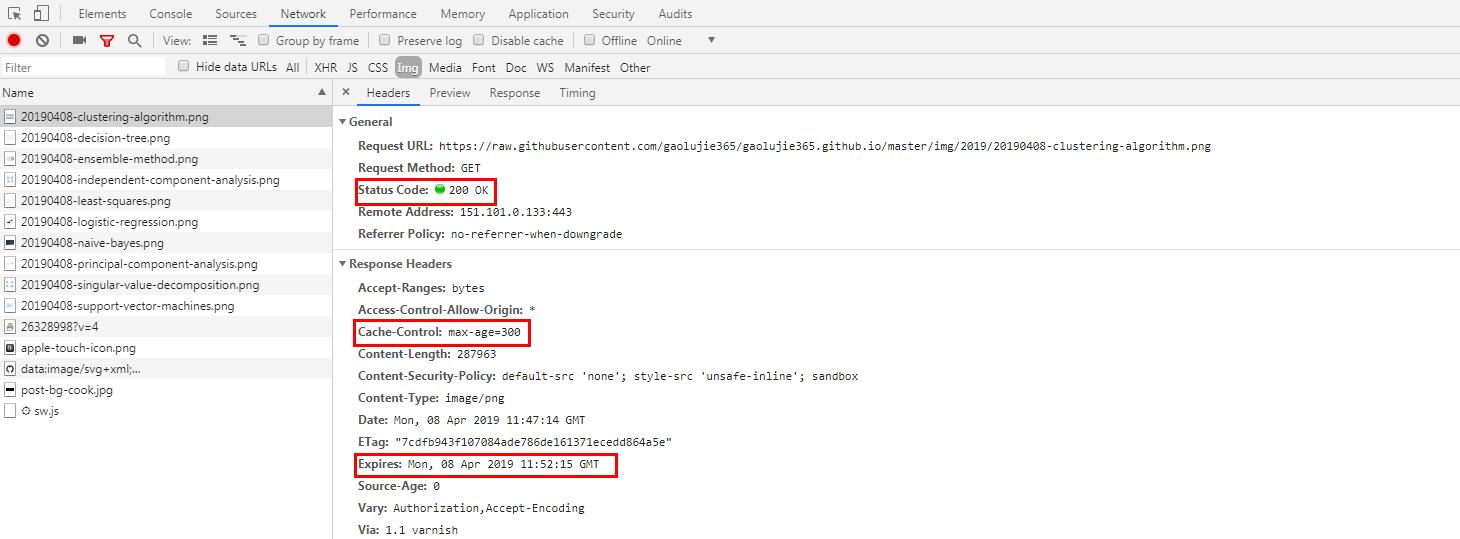 Elements Console Sources Network Performance Memory Application Security Audits
View: Group by frame Preserve log Disable cache Offline Online
Filter Hide data URLs All XHR JS CSS Img Media Font Doc WS Manifest Other
Name
20190408-clustering-algorithm.png
20190408-decision-tree.png
20190408-ensemble-method.png
20190408-independent-component-analysis.png
20190408-least-squares.png
20190408-logistic-regression.png
20190408-naive-bayes.png
20190408-principal-component-analysis.png
20190408-singular-value-decomposition.png
20190408-support-vector-machines.png
26328998?v=4
apple-touch-icon.png
data:image/svg+xml;...
post-bg-cook.jpg
sw.js
Headers Preview Response Timing
General
Request URL: https://raw.githubusercontent.com/gaolujie365/gaolujie365.github.io/master/img/2019/20190408-clustering-algorithm.png
Request Method: GET
Status Code: 200 OK
Remote Address: 151.101.0.133:443
Referrer Policy: no-referrer-when-downgrade
Response Headers
Accept-Ranges: bytes
Access-Control-Allow-Origin: *
Cache-Control: max-age=300
Content-Length: 287963
Content-Security-Policy: default-src 'none'; style-src 'unsafe-inline'; sandbox
Content-Type: image/png
Date: Mon, 08 Apr 2019 11:47:14 GMT
ETag: "7cdfb943f107084ade786de161371ecedd864a5e"
Expires: Mon, 08 Apr 2019 11:52:15 GMT
Source-Age: 0
Vary: Authorization,Accept-Encoding
Via: 1.1 varnish